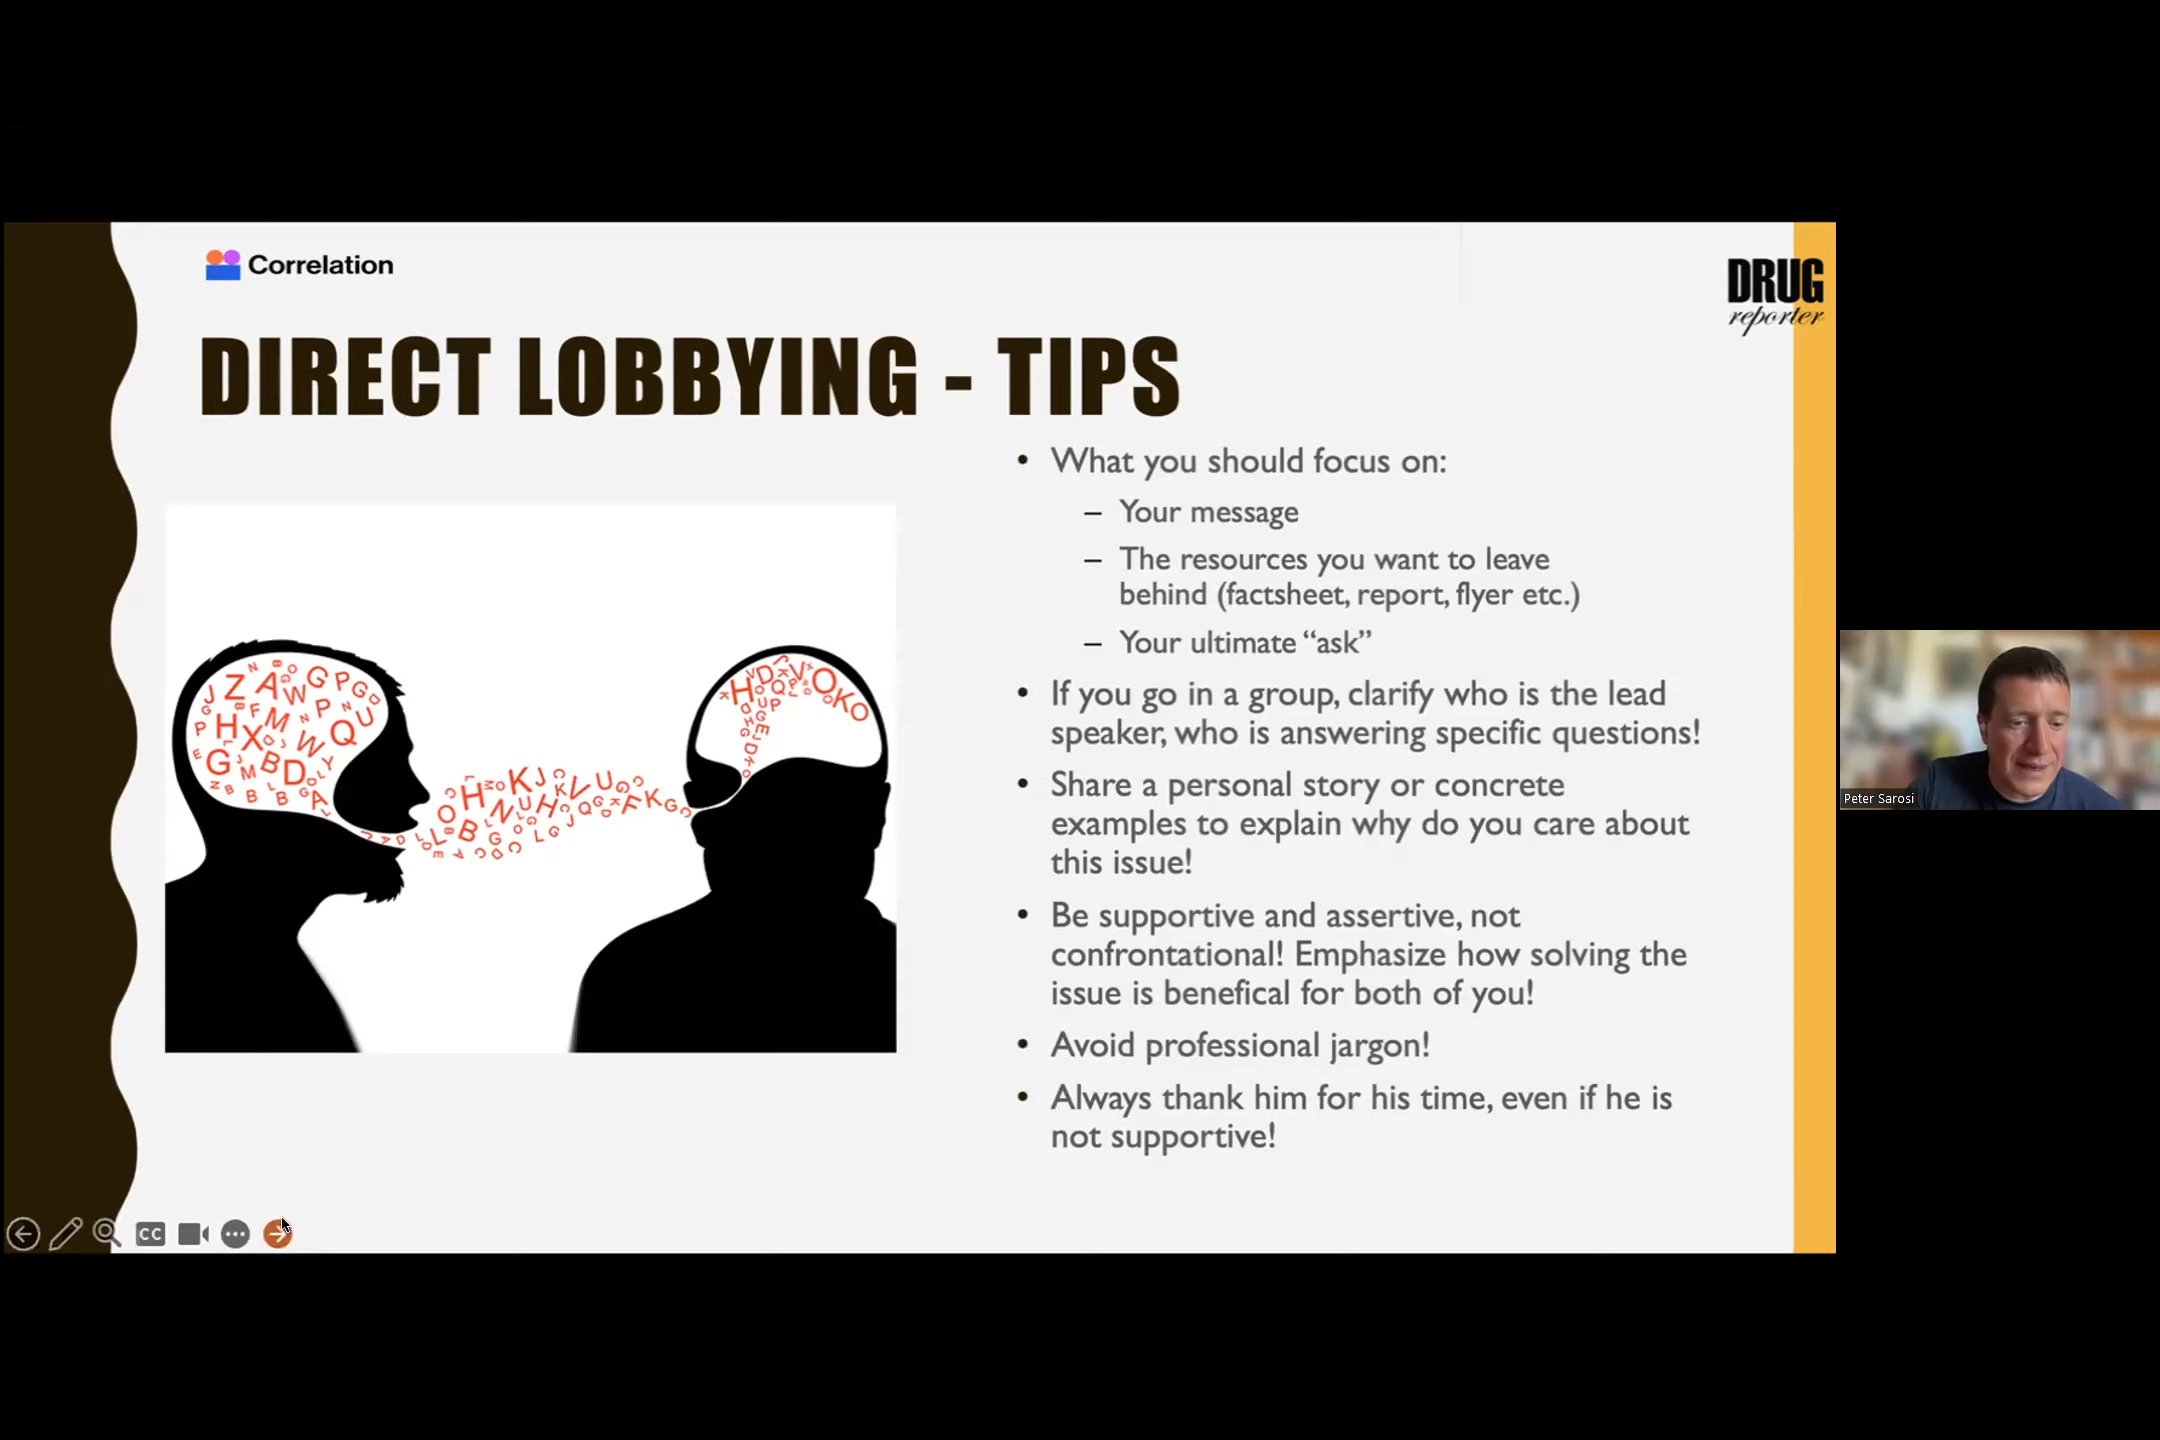 Correlation
DRUG
reporter
DIRECT LOBBYING - TIPS
• What you should focus on:
– Your message
– The resources you want to leave
behind (factsheet, report, flyer etc.)
– Your ultimate “ask”
• If you go in a group, clarify who is the lead
speaker, who is answering specific questions!
• Share a personal story or concrete
examples to explain why do you care about
this issue!
• Be supportive and assertive, not
confrontational! Emphasize how solving the
issue is benefical for both of you!
• Avoid professional jargon!
• Always thank him for his time, even if he is
not supportive!
Peter Sarosi
CC